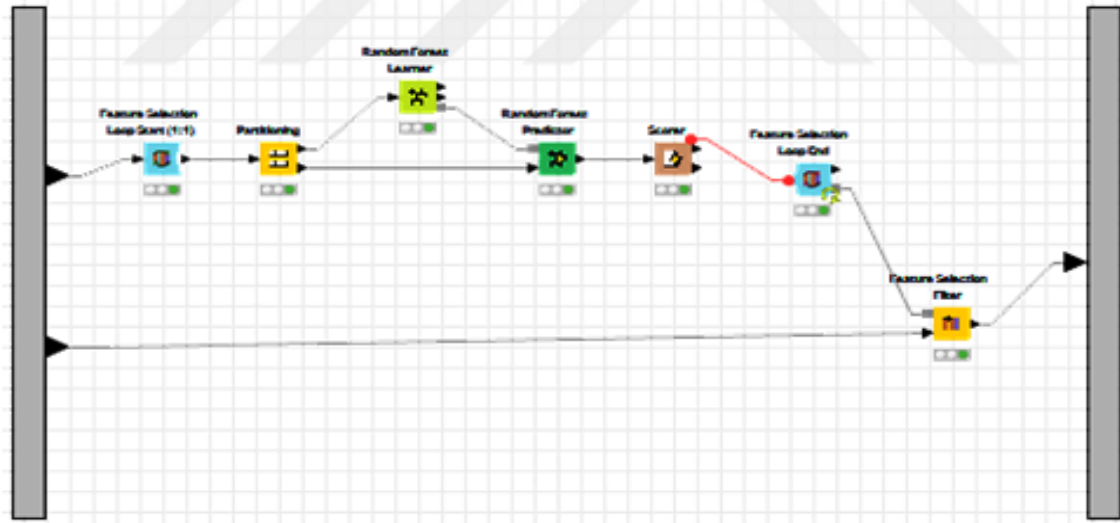 Random Forest
Learner
Feature Selection
Loop Start (1:1)
Partitioning
Random Forest
Predictor
Scorer
Feature Selection
Loop End
Feature Selection
Filter